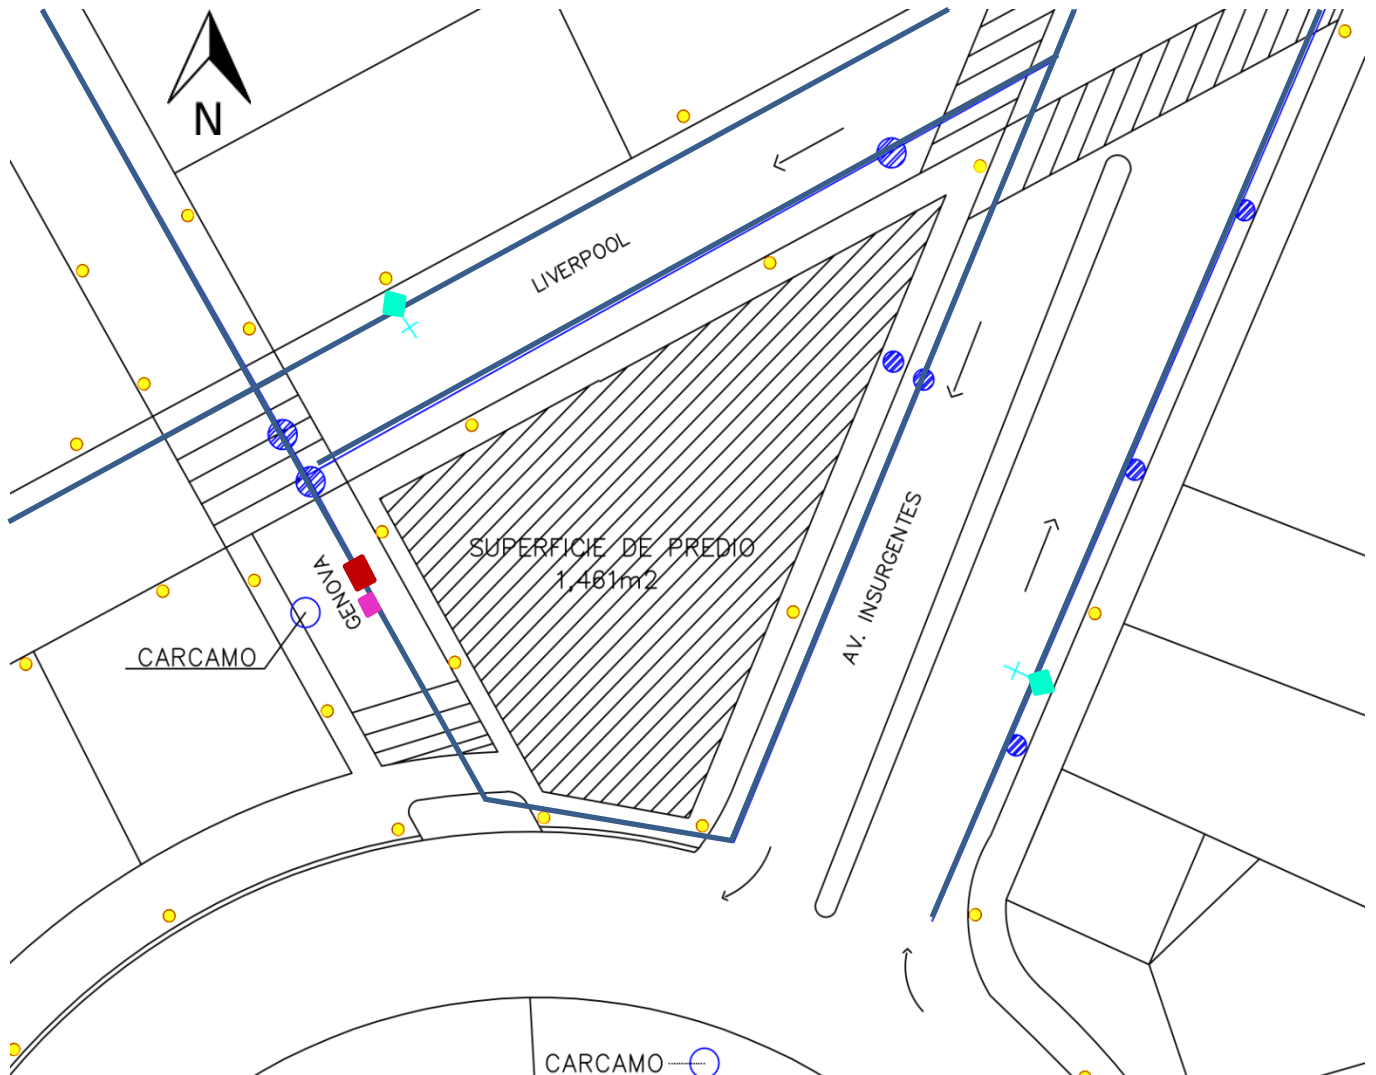 N
LIVERPOOL
SUPERFICIE DE PREDIO
1,461m2
GENOVA
AV. INSURGENTES
CARCAMO
CARCAMO